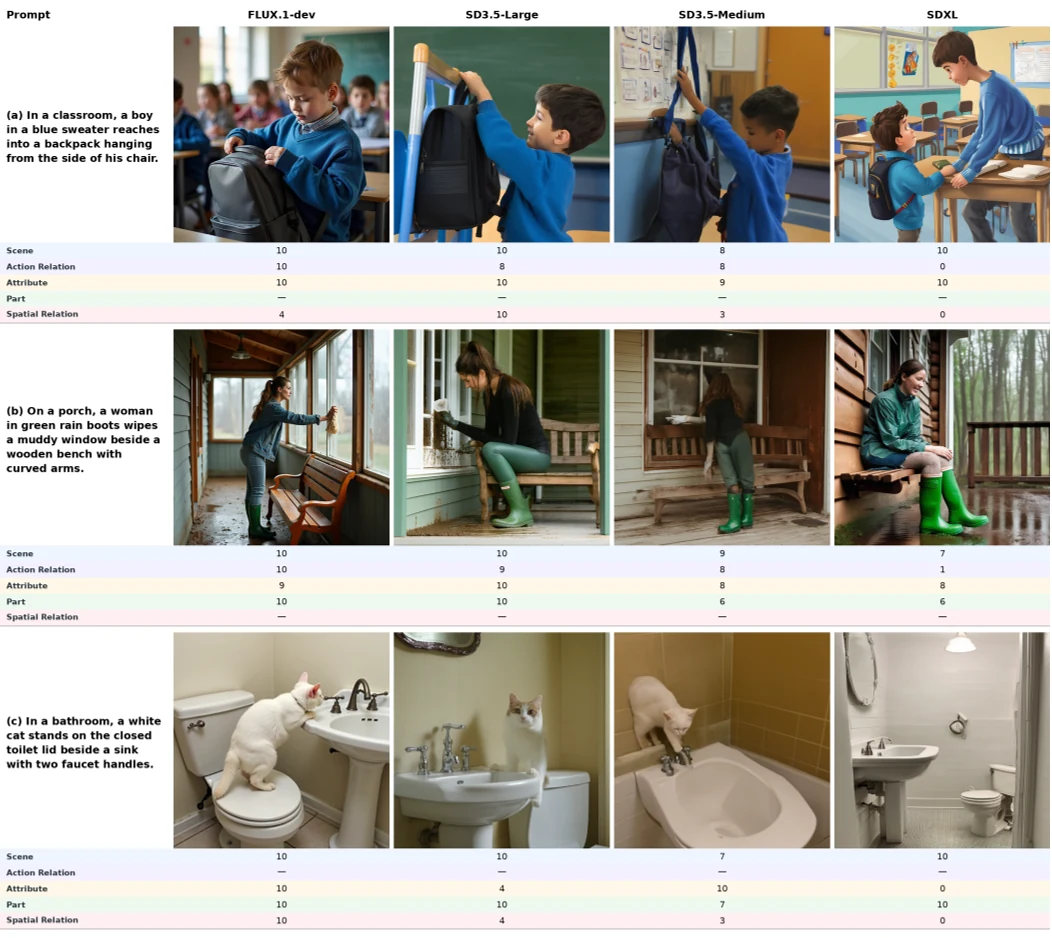 Prompt FLUX.1-dev SD3.5-Large SD3.5-Medium SDXL
(a) In a classroom, a boy
in a blue sweater reaches
into a backpack hanging
from the side of his chair.
Scene 10 10 8 10
Action Relation 10 8 8 0
Attribute 10 10 9 10
Part — — — —
Spatial Relation 4 10 3 0
(b) On a porch, a woman
in green rain boots wipes
a muddy window beside a
wooden bench with
curved arms.
Scene 10 10 9 7
Action Relation 10 9 8 1
Attribute 9 10 8 8
Part 10 10 6 6
Spatial Relation — — — —
(c) In a bathroom, a white
cat stands on the closed
toilet lid beside a sink
with two faucet handles.
Scene 10 10 7 10
Action Relation — — — —
Attribute 10 4 10 0
Part 10 10 7 10
Spatial Relation 10 4 3 0